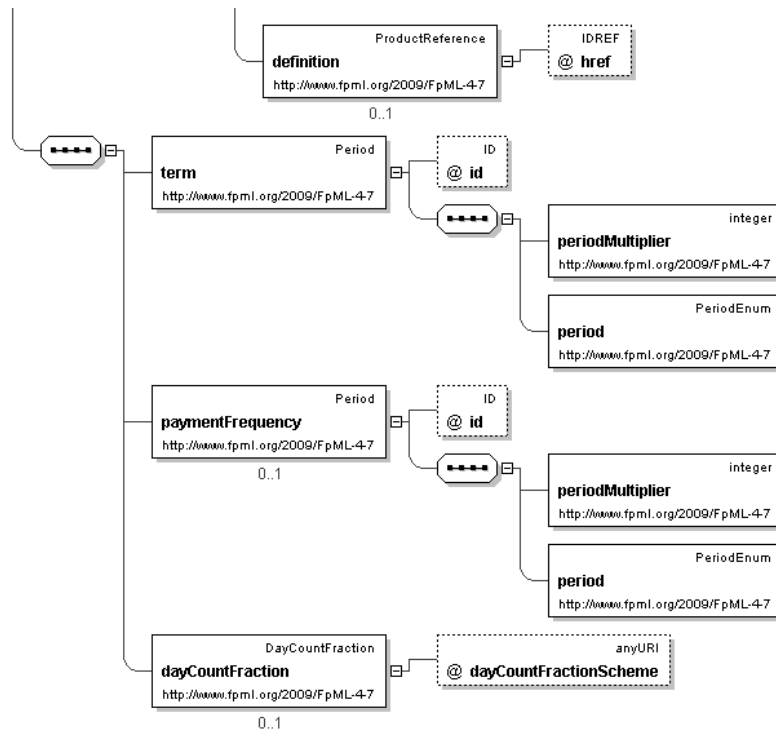 ProductReference
definition
http://www.fpml.org/2009/FpML-4-7
0..1
IDREF
@ href
Period
term
http://www.fpml.org/2009/FpML-4-7
ID
@ id
integer
periodMultiplier
http://www.fpml.org/2009/FpML-4-7
PeriodEnum
period
http://www.fpml.org/2009/FpML-4-7
Period
paymentFrequency
http://www.fpml.org/2009/FpML-4-7
0..1
ID
@ id
integer
periodMultiplier
http://www.fpml.org/2009/FpML-4-7
PeriodEnum
period
http://www.fpml.org/2009/FpML-4-7
DayCountFraction
dayCountFraction
http://www.fpml.org/2009/FpML-4-7
0..1
anyURI
@ dayCountFractionScheme